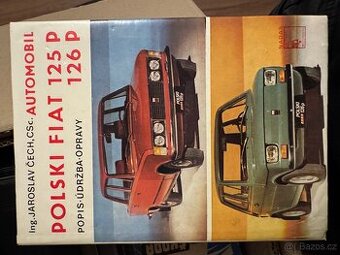 Ing. JAROSLAV ČECH, CSc.
AUTOMOBIL
POLSKI FIAT 125 P
126 P
POPIS·ÚDRŽBA·OPRAVY